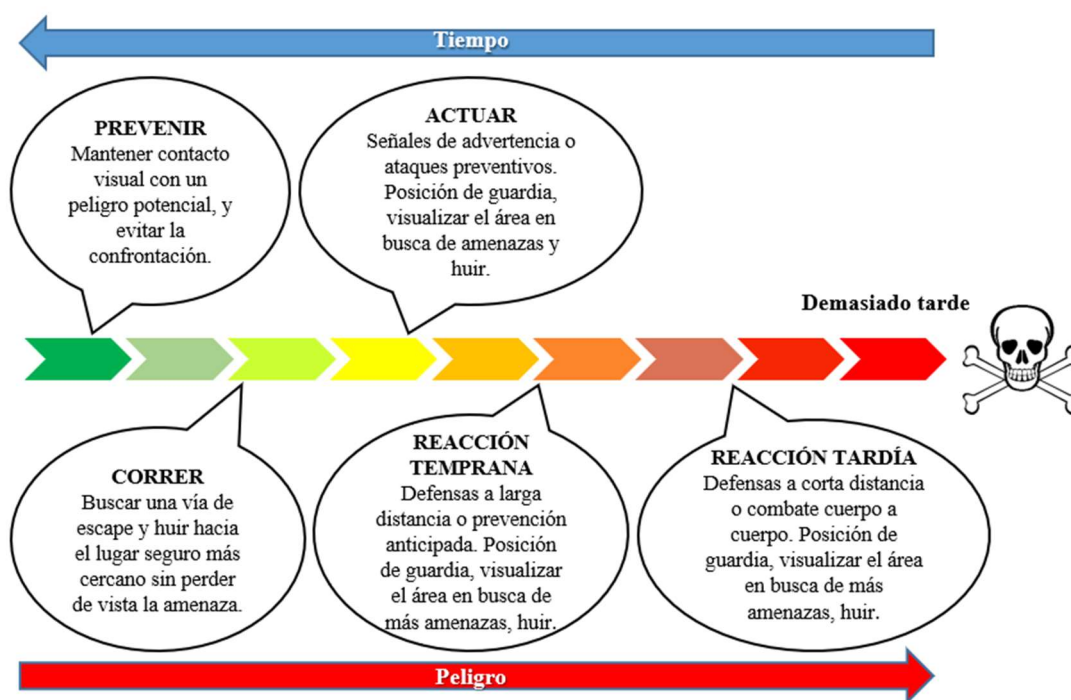 Tiempo
PREVENIR
Mantener contacto
visual con un
peligro potencial, y
evitar la
confrontación.
ACTUAR
Señales de advertencia o
ataques preventivos.
Posición de guardia,
visualizar el área en
busca de amenazas y
huir.
Demasiado tarde
CORRER
Buscar una vía de
escape y huir hacia
el lugar seguro más
cercano sin perder
de vista la amenaza.
REACCIÓN
TEMPRANA
Defensas a larga
distancia o prevención
anticipada. Posición
de guardia, visualizar
el área en busca de
más amenazas, huir.
REACCIÓN TARDÍA
Defensas a corta distancia
o combate cuerpo a
cuerpo. Posición de
guardia, visualizar el área
en busca de más
amenazas, huir.
Peligro